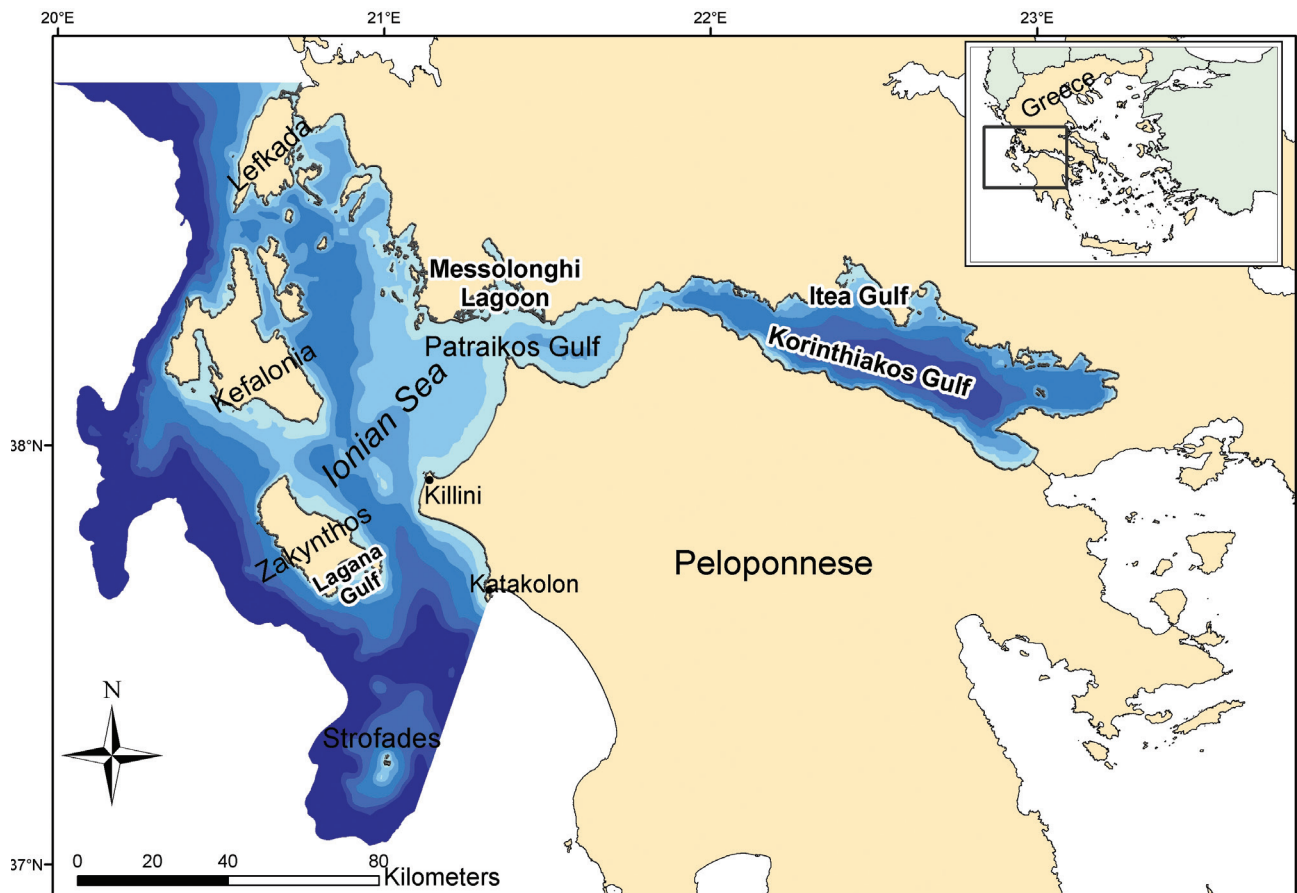 20°E
21°E
22°E
23°E
Greece
Lefkada
Messolonghi
Lagoon
Itea Gulf
Patraikos Gulf
Korinthiakos Gulf
Kefalonia
Ionian Sea
38°N
Killini
Zakynthos
Lagana
Gulf
Peloponnese
Katakolon
N
Strofades
37°N
0
20
40
80
Kilometers